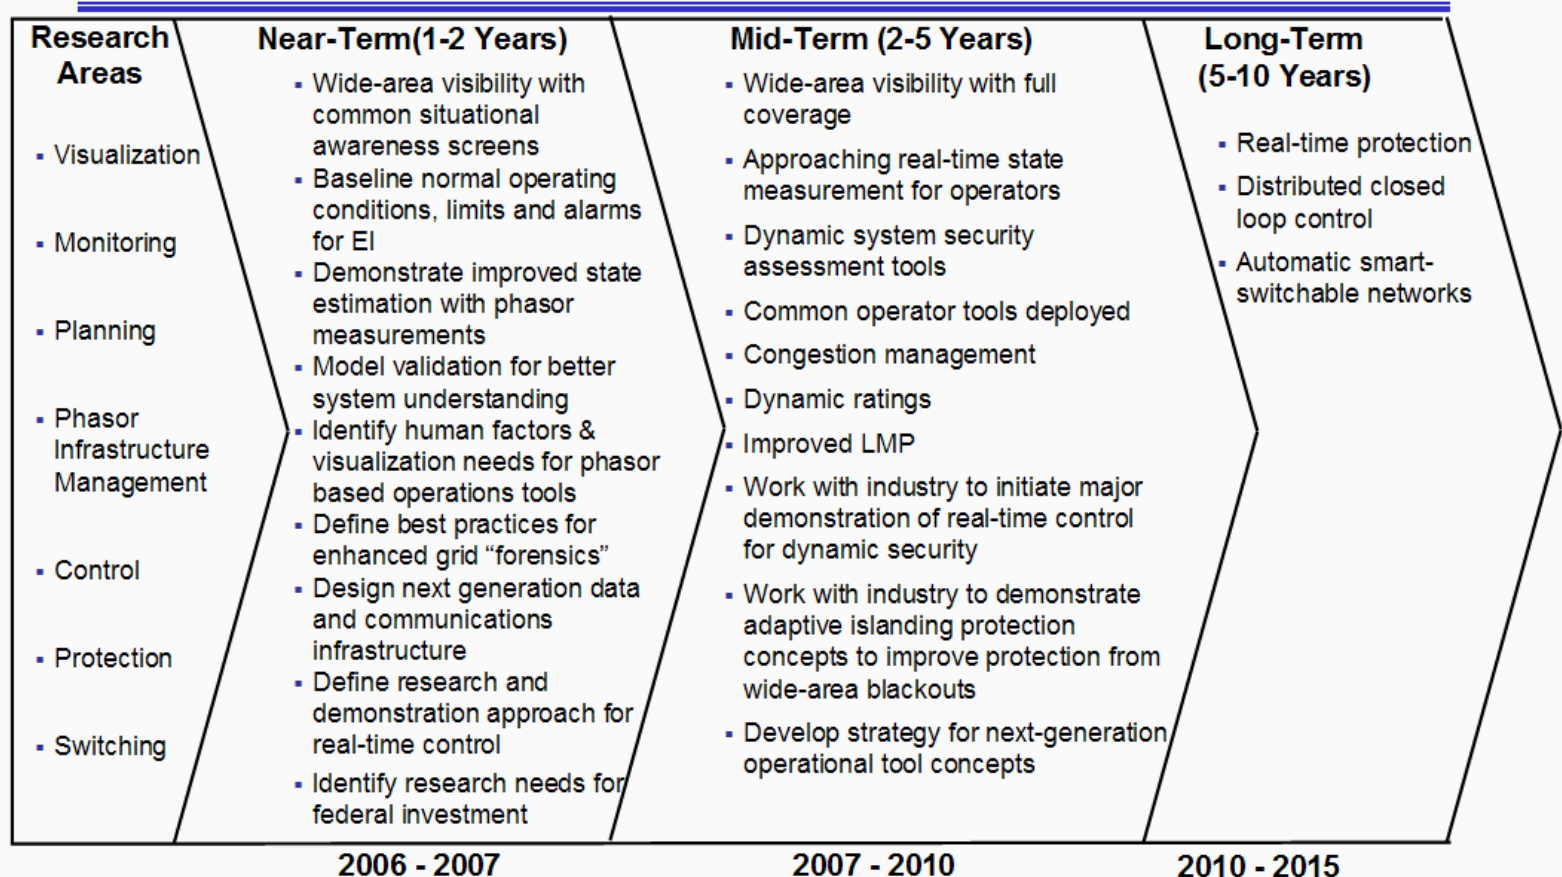 Research
Areas
▪ Visualization
▪ Monitoring
▪ Planning
▪ Phasor
Infrastructure
Management
▪ Control
▪ Protection
▪ Switching
Near-Term(1-2 Years)
▪ Wide-area visibility with
common situational
awareness screens
▪ Baseline normal operating
conditions, limits and alarms
for EI
▪ Demonstrate improved state
estimation with phasor
measurements
▪ Model validation for better
system understanding
▪ Identify human factors &
visualization needs for phasor
based operations tools
▪ Define best practices for
enhanced grid “forensics”
▪ Design next generation data
and communications
infrastructure
▪ Define research and
demonstration approach for
real-time control
▪ Identify research needs for
federal investment
2006 - 2007
Mid-Term (2-5 Years)
▪ Wide-area visibility with full
coverage
▪ Approaching real-time state
measurement for operators
▪ Dynamic system security
assessment tools
▪ Common operator tools deployed
▪ Congestion management
▪ Dynamic ratings
▪ Improved LMP
▪ Work with industry to initiate major
demonstration of real-time control
for dynamic security
▪ Work with industry to demonstrate
adaptive islanding protection
concepts to improve protection from
wide-area blackouts
▪ Develop strategy for next-generation
operational tool concepts
2007 - 2010
Long-Term
(5-10 Years)
▪ Real-time protection
▪ Distributed closed
loop control
▪ Automatic smart-
switchable networks
2010 - 2015